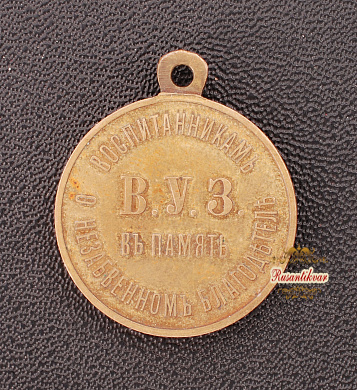 ВОСПИТАННИКАМЪ
В.У.З.
ВЪ ПАМЯТЬ
О НЕЗАБВЕННОМЪ БЛАГОДѢТЕЛѢ
Rusantikvar